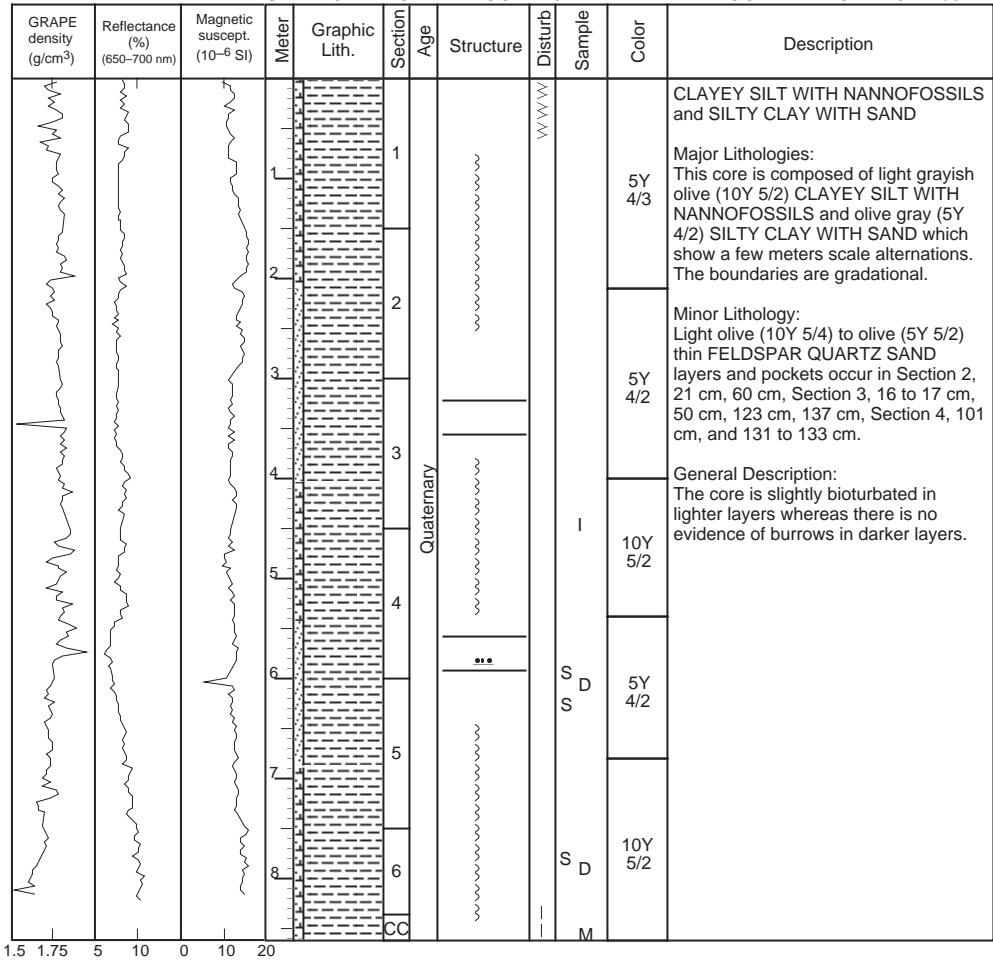 GRAPE
density
(g/cm3)
Reflectance
(%)
(650–700 nm)
Magnetic
suscept.
(10–6 SI)
Meter
Graphic
Lith.
Section
Age
Structure
Disturb
Sample
Color
Description
1
2
3
4
5
6
7
8
1
2
3
4
5
6
CC
Quaternary
I
S D
S
S D
M
5Y
4/3
5Y
4/2
10Y
5/2
5Y
4/2
10Y
5/2
CLAYEY SILT WITH NANNOFOSSILS
and SILTY CLAY WITH SAND
Major Lithologies:
This core is composed of light grayish
olive (10Y 5/2) CLAYEY SILT WITH
NANNOFOSSILS and olive gray (5Y
4/2) SILTY CLAY WITH SAND which
show a few meters scale alternations.
The boundaries are gradational.
Minor Lithology:
Light olive (10Y 5/4) to olive (5Y 5/2)
thin FELDSPAR QUARTZ SAND
layers and pockets occur in Section 2,
21 cm, 60 cm, Section 3, 16 to 17 cm,
50 cm, 123 cm, 137 cm, Section 4, 101
cm, and 131 to 133 cm.
General Description:
The core is slightly bioturbated in
lighter layers whereas there is no
evidence of burrows in darker layers.
1.5 1.75 5 10 0 10 20